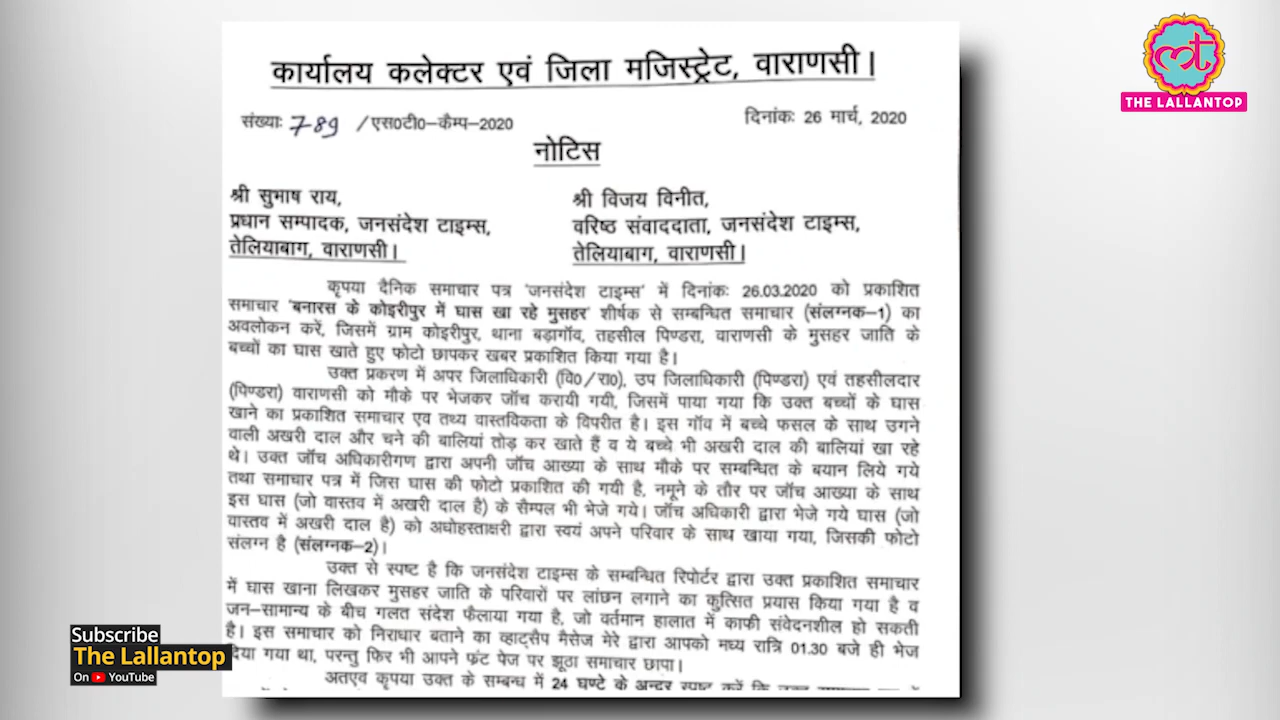 कार्यालय कलेक्टर एवं जिला मजिस्ट्रेट, वाराणसी।
संख्याः 789 /एस0टी0-कैम्प-2020
दिनांकः 26 मार्च, 2020
नोटिस
श्री सुभाष राय,
प्रधान सम्पादक, जनसंदेश टाइम्स,
तेलियाबाग, वाराणसी।
श्री विजय विनीत,
वरिष्ठ संवाददाता, जनसंदेश टाइम्स,
तेलियाबाग, वाराणसी।
कृपया दैनिक समाचार पत्र 'जनसंदेश टाइम्स' में दिनांकः 26.03.2020 को प्रकाशित
समाचार 'बनारस के कोइरीपुर में घास खा रहे मुसहर' शीर्षक से सम्बन्धित समाचार (संलग्नक-1) का
अवलोकन करें, जिसमें ग्राम कोइरीपुर, थाना बड़ागॉव, तहसील पिण्डरा, वाराणसी के मुसहर जाति के
बच्चों का घास खाते हुए फोटो छापकर खबर प्रकाशित किया गया है।
उक्त प्रकरण में अपर जिलाधिकारी (वि0/रा0), उप जिलाधिकारी (पिण्डरा) एवं तहसीलदार
(पिण्डरा) वाराणसी को मौके पर भेजकर जॉच करायी गयी, जिसमें पाया गया कि उक्त बच्चों के घास
खाने का प्रकाशित समाचार एव तथ्य वास्तविकता के विपरीत है। इस गॉव में बच्चे फसल के साथ उगने
वाली अखरी दाल और चने की बालियां तोड़ कर खाते हैं व ये बच्चे भी अखरी दाल की बालियां खा रहे
थे। उक्त जॉच अधिकारीगण द्वारा अपनी जॉच आख्या के साथ मौके पर सम्बन्धित के बयान लिये गये
तथा समाचार पत्र में जिस घास की फोटो प्रकाशित की गयी है, नमूने के तौर पर जॉच आख्या के साथ
इस घास (जो वास्तव में अखरी दाल है) के सैम्पल भी भेजे गये। जॉच अधिकारी द्वारा भेजे गये घास (जो
वास्तव में अखरी दाल है) को अघोहस्ताक्षरी द्वारा स्वयं अपने परिवार के साथ खाया गया, जिसकी फोटो
संलग्न है (संलग्नक-2)।
उक्त से स्पष्ट है कि जनसंदेश टाइम्स के सम्बन्धित रिपोर्टर द्वारा उक्त प्रकाशित समाचार
में घास खाना लिखकर मुसहर जाति के परिवारों पर लांछन लगाने का कुत्सित प्रयास किया गया है व
जन-सामान्य के बीच गलत संदेश फैलाया गया है, जो वर्तमान हालात में काफी संवेदनशील हो सकती
है। इस समाचार को निराधार बताने का व्हाट्सैप मैसेज मेरे द्वारा आपको मध्य रात्रि 01.30 बजे ही भेज
दिया गया था, परन्तु फिर भी आपने फ्रंट पेज पर झूठा समाचार छापा।
अतएव कृपया उक्त के सम्बन्ध में 24 घण्टे के अन्दर स्पष्ट करें कि उक्त
THE LALLANTOP
Subscribe
The Lallantop
On YouTube